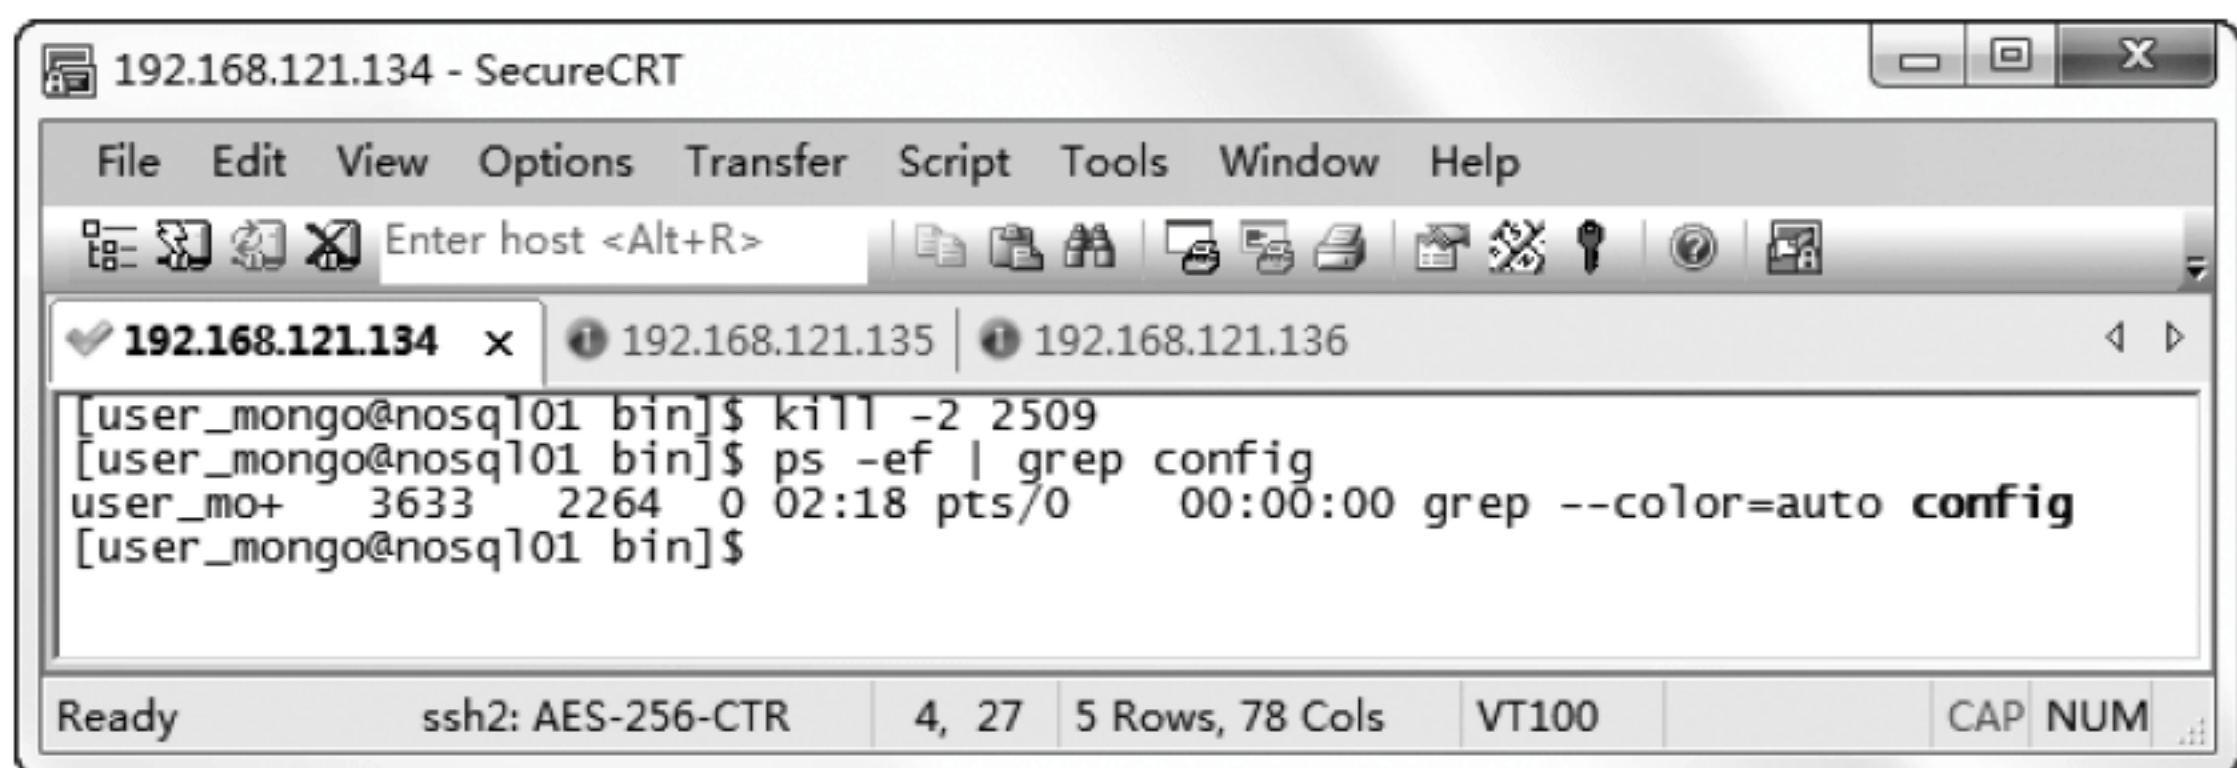 192.168.121.134 - SecureCRT
File Edit View Options Transfer Script Tools Window Help
Enter host <Alt+R>
192.168.121.134 192.168.121.135 192.168.121.136
[user_mongo@nosql01 bin]$ kill -2 2509
[user_mongo@nosql01 bin]$ ps -ef | grep config
user_mo+ 3633 2264 0 02:18 pts/0 00:00:00 grep --color=auto config
[user_mongo@nosql01 bin]$
Ready ssh2: AES-256-CTR 4, 27 5 Rows, 78 Cols VT100 CAP NUM